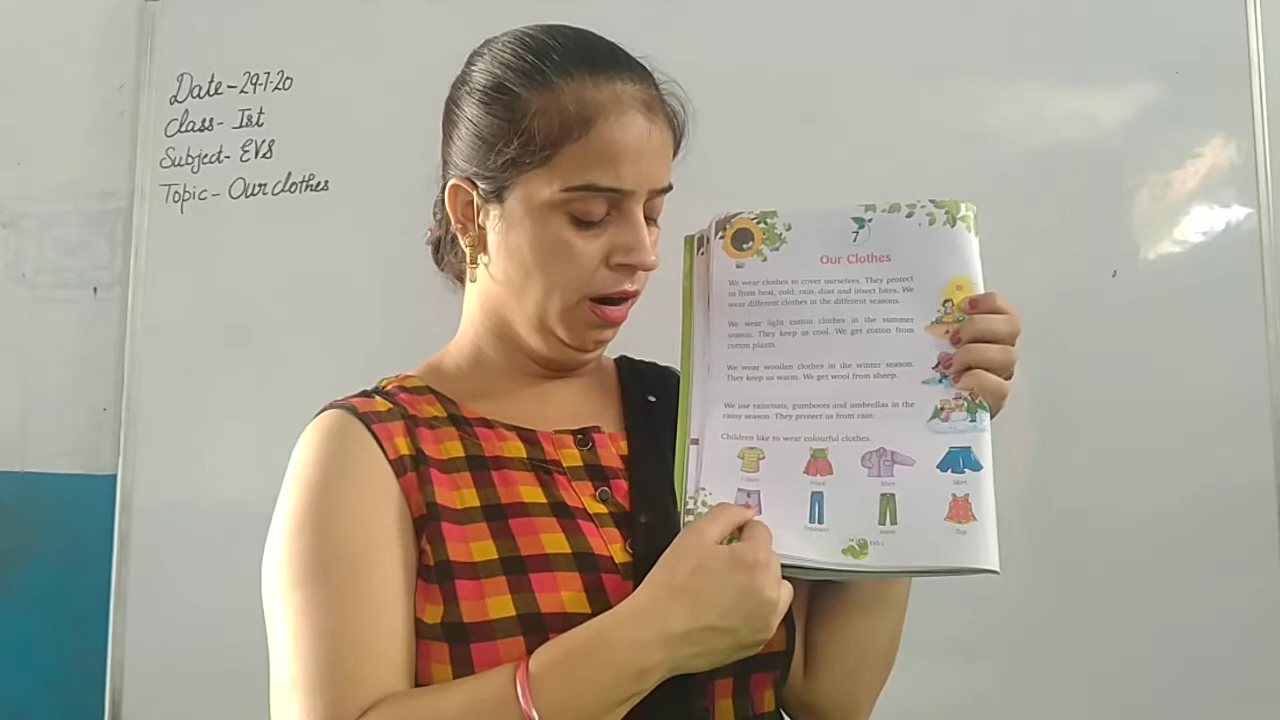 Date-29-7-20
Class- Ist
Subject- EVS
Topic- Our clothes
7
Our Clothes
We wear clothes to cover ourselves. They protect
us from heat, cold, rain, dust and insect bites. We
wear different clothes in the different seasons.
We wear light cotton clothes in the summer
season. They keep us cool. We get cotton from
cotton plants.
We wear woollen clothes in the winter season.
They keep us warm. We get wool from sheep.
We use raincoats, gumboots and umbrellas in the
rainy season. They protect us from rain.
Children like to wear colourful clothes.
Frock
Shirt
Skirt
Trousers
Top